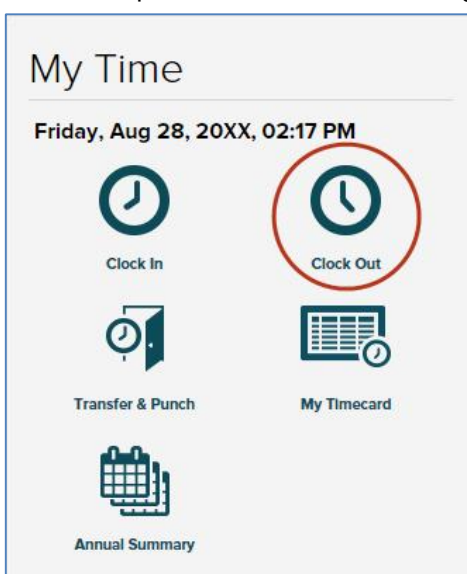 My Time
Friday, Aug 28, 20XX, 02:17 PM
Clock In
Clock Out
Transfer & Punch
My Timecard
Annual Summary